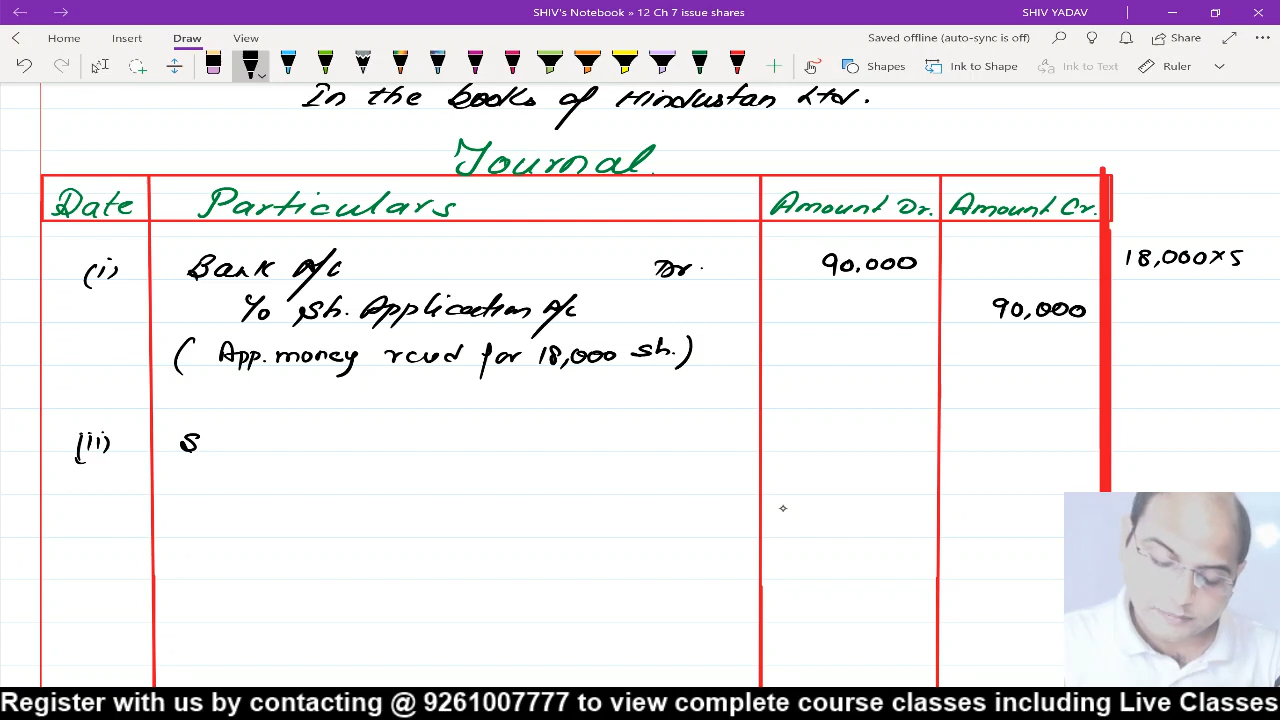 SHIV's Notebook » 12 Ch 7 issue shares
SHIV YADAV
Home Insert Draw View
Saved offline (auto-sync is off)
Share
Shapes Ink to Shape Ink to Text Ruler
In the books of Hindustan Ltd.
Journal
Date Particulars Amount Dr. Amount Cr.
(i) Bank A/c Dr. 90,000 18,000×5
To Sh. Application A/c 90,000
( App. money rcvd for 18,000 sh.)
(ii) S
Register with us by contacting @ 9261007777 to view complete course classes including Live Classes